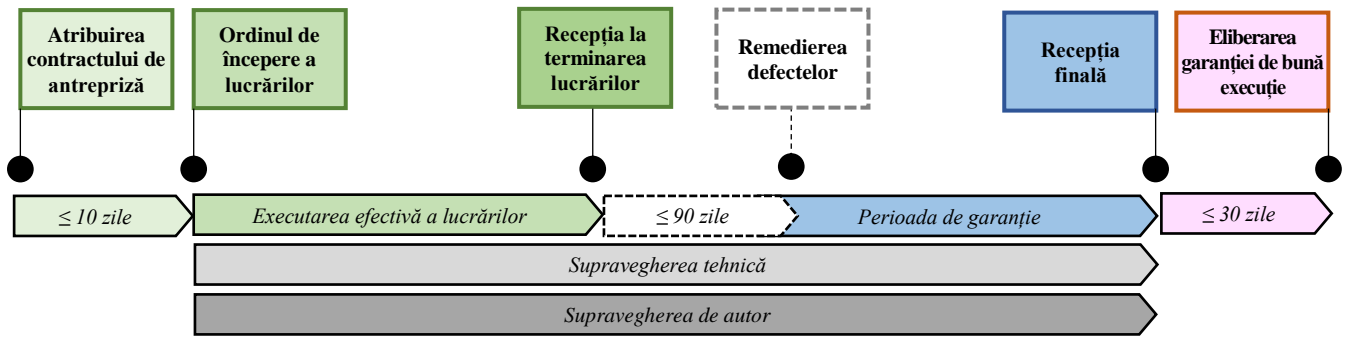 Atribuirea
contractului de
antrepriză
Ordinul de
începere a
lucrărilor
Recepția la
terminarea
lucrărilor
Remedierea
defectelor
Recepția
finală
Eliberarea
garanției de bună
execuție
≤ 10 zile
Executarea efectivă a lucrărilor
≤ 90 zile
Perioada de garanție
≤ 30 zile
Supravegherea tehnică
Supravegherea de autor